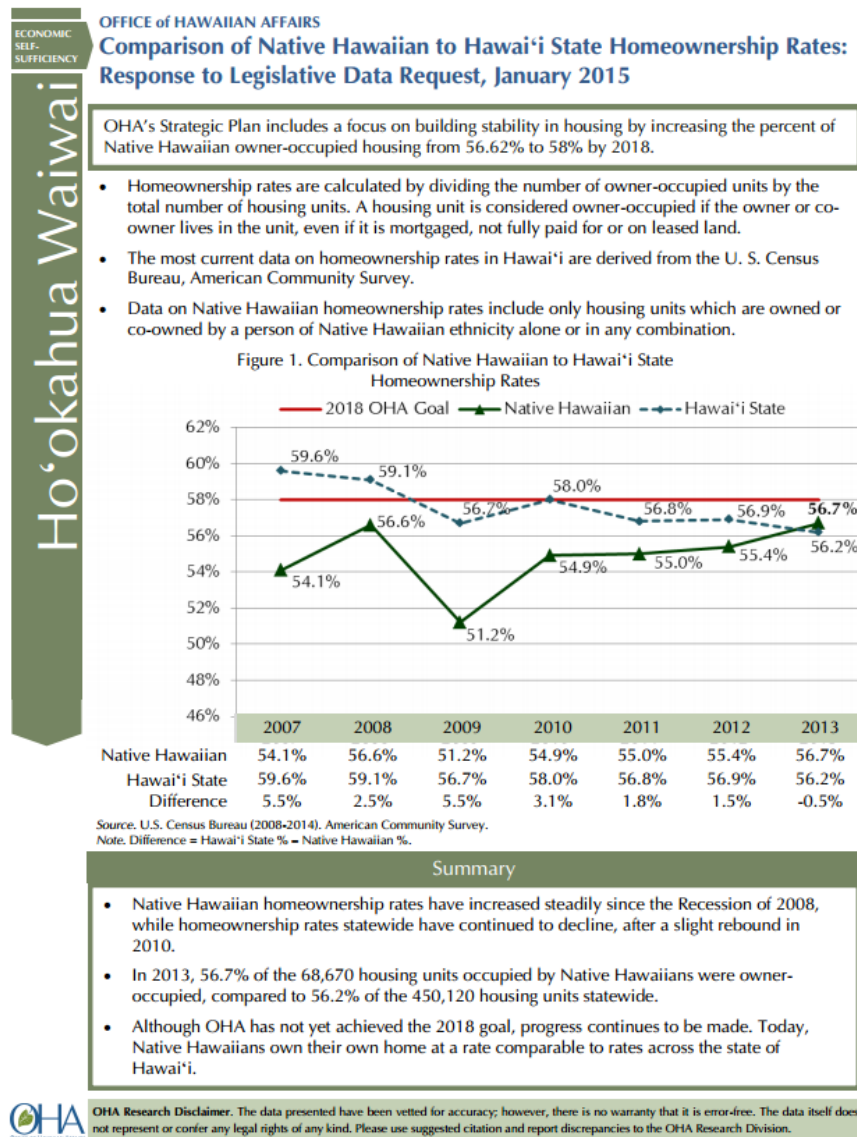 ECONOMIC
SELF-
SUFFICIENCY
Hoʻokahua Waiwai
OFFICE of HAWAIIAN AFFAIRS
Comparison of Native Hawaiian to Hawaiʻi State Homeownership Rates:
Response to Legislative Data Request, January 2015
OHA's Strategic Plan includes a focus on building stability in housing by increasing the percent of
Native Hawaiian owner-occupied housing from 56.62% to 58% by 2018.
• Homeownership rates are calculated by dividing the number of owner-occupied units by the
total number of housing units. A housing unit is considered owner-occupied if the owner or co-
owner lives in the unit, even if it is mortgaged, not fully paid for or on leased land.
• The most current data on homeownership rates in Hawaiʻi are derived from the U. S. Census
Bureau, American Community Survey.
• Data on Native Hawaiian homeownership rates include only housing units which are owned or
co-owned by a person of Native Hawaiian ethnicity alone or in any combination.
Figure 1. Comparison of Native Hawaiian to Hawaiʻi State
Homeownership Rates
2018 OHA Goal Native Hawaiian Hawaiʻi State
62%
60%
58%
56%
54%
52%
50%
48%
46%
59.6%
59.1%
56.7%
58.0%
56.8%
56.9%
56.2%
54.1%
56.6%
51.2%
54.9%
55.0%
55.4%
56.7%
2007 2008 2009 2010 2011 2012 2013
Native Hawaiian 54.1% 56.6% 51.2% 54.9% 55.0% 55.4% 56.7%
Hawaiʻi State 59.6% 59.1% 56.7% 58.0% 56.8% 56.9% 56.2%
Difference 5.5% 2.5% 5.5% 3.1% 1.8% 1.5% -0.5%
Source. U.S. Census Bureau (2008-2014). American Community Survey.
Note. Difference = Hawaiʻi State % – Native Hawaiian %.
Summary
• Native Hawaiian homeownership rates have increased steadily since the Recession of 2008,
while homeownership rates statewide have continued to decline, after a slight rebound in
2010.
• In 2013, 56.7% of the 68,670 housing units occupied by Native Hawaiians were owner-
occupied, compared to 56.2% of the 450,120 housing units statewide.
• Although OHA has not yet achieved the 2018 goal, progress continues to be made. Today,
Native Hawaiians own their own home at a rate comparable to rates across the state of
Hawaiʻi.
OHA
OHA Research Disclaimer. The data presented have been vetted for accuracy; however, there is no warranty that it is error-free. The data itself does
not represent or confer any legal rights of any kind. Please use suggested citation and report discrepancies to the OHA Research Division.